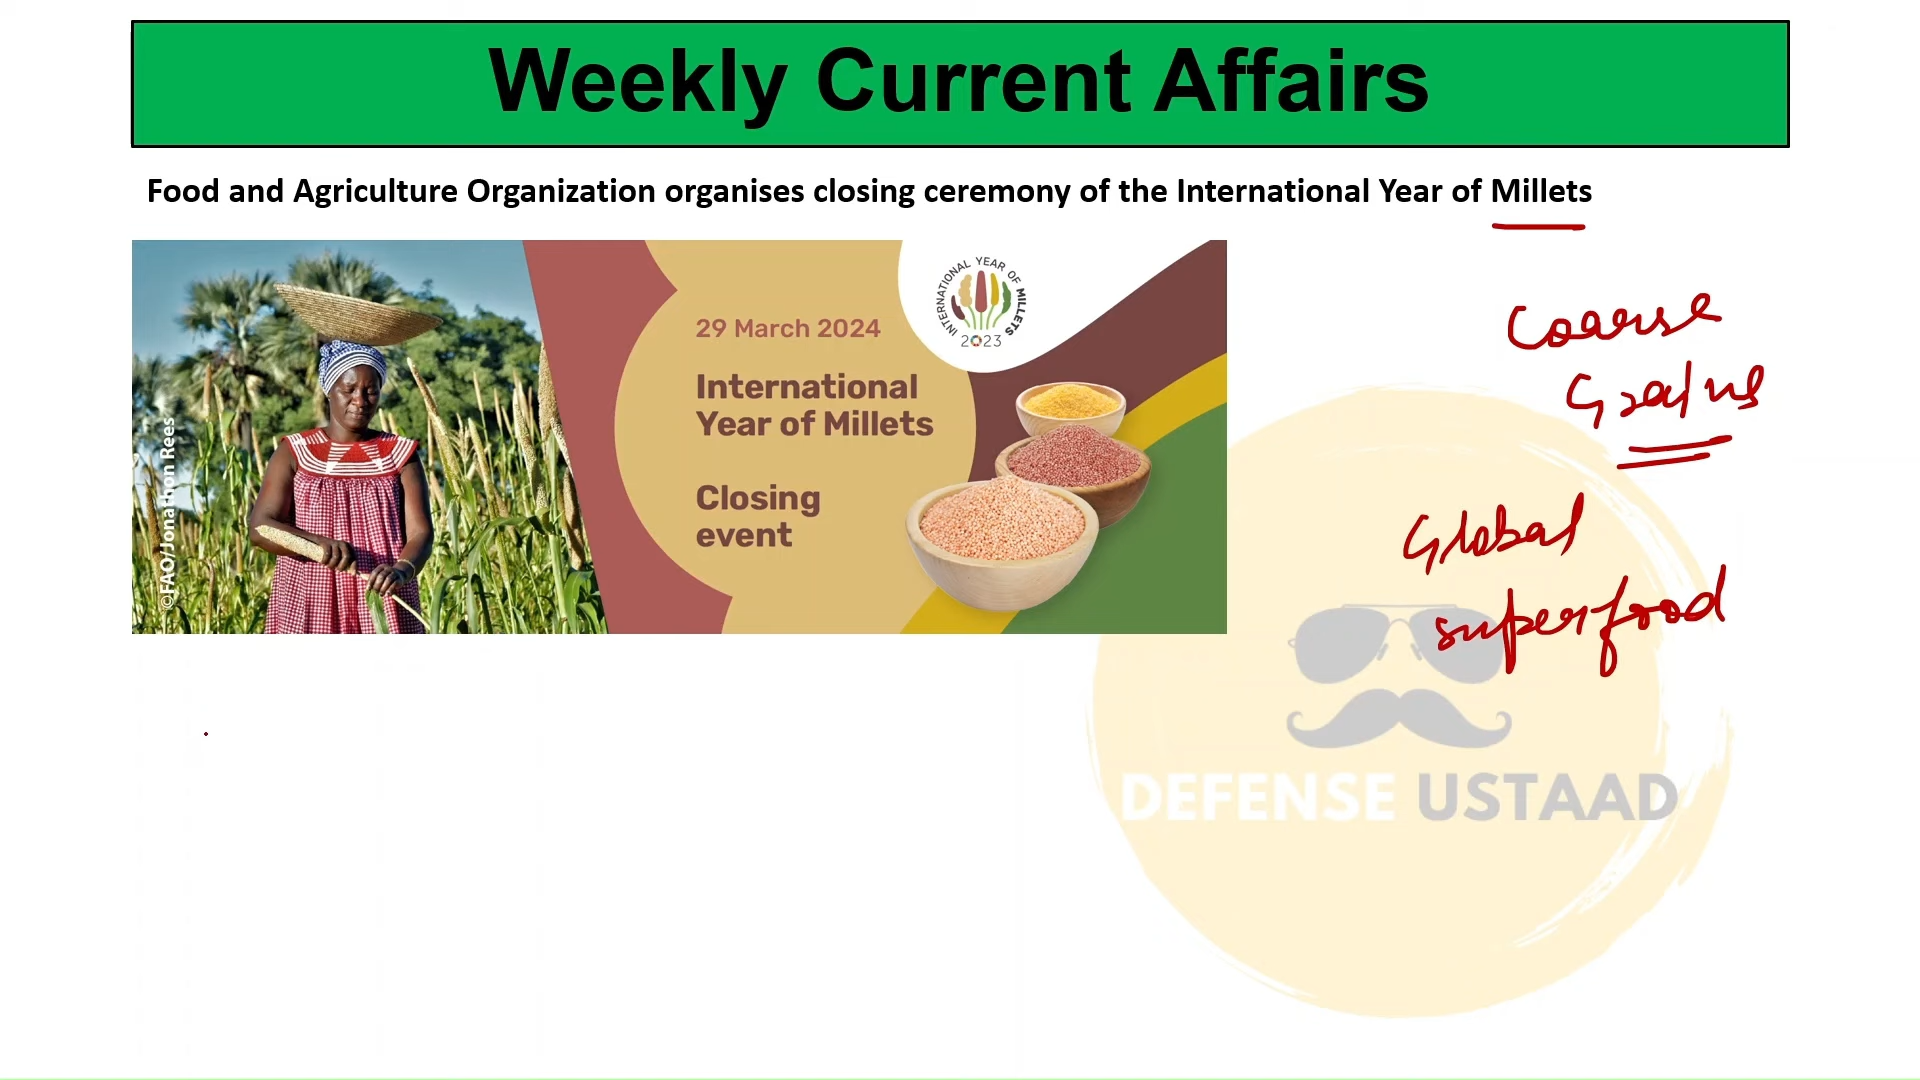 Weekly Current Affairs
Food and Agriculture Organization organises closing ceremony of the International Year of Millets
INTERNATIONAL YEAR OF MILLETS
2023
29 March 2024
International
Year of Millets
Closing
event
©FAO/Jonathon Rees
Coarse
Grains
Global
superfood
DEFENSE USTAAD